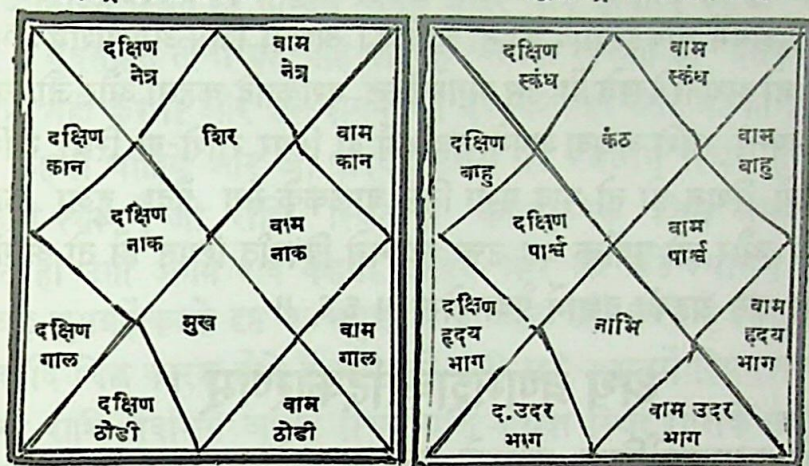 दक्षिण
नेत्र
वाम
नेत्र
दक्षिण
कान
शिर
वाम
कान
दक्षिण
नाक
वाम
नाक
दक्षिण
गाल
मुख
वाम
गाल
दक्षिण
ठोडी
वाम
ठोडी
दक्षिण
स्कंध
वाम
स्कंध
दक्षिण
बाहु
कंठ
वाम
बाहु
दक्षिण
पार्श्व
वाम
पार्श्व
दक्षिण
हृदय
भाग
नाभि
वाम
हृदय
भाग
द.उदर
भाग
वाम उदर
भाग